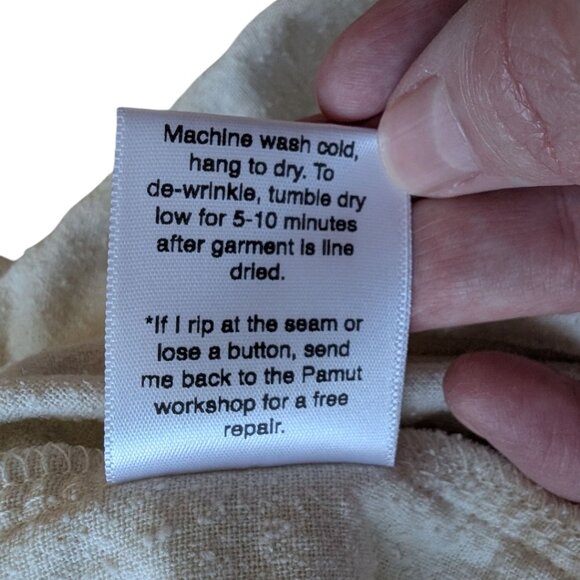 Machine wash cold,
hang to dry. To
de-wrinkle, tumble dry
low for 5-10 minutes
after garment is line
dried.
*If I rip at the seam or
lose a button, send
me back to the Pamut
workshop for a free
repair.